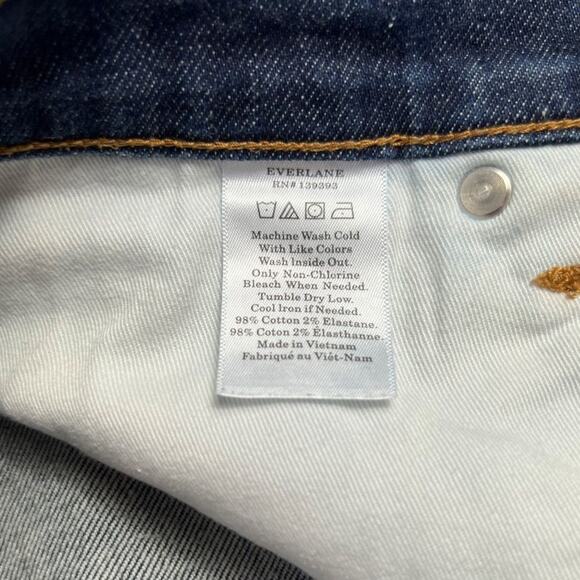 EVERLANE
RN# 139393
Machine Wash Cold
With Like Colors
Wash Inside Out.
Only Non-Chlorine
Bleach When Needed.
Tumble Dry Low.
Cool Iron if Needed.
98% Cotton 2% Elastane.
98% Coton 2% Élasthanne.
Made in Vietnam
Fabriqué au Viêt-Nam